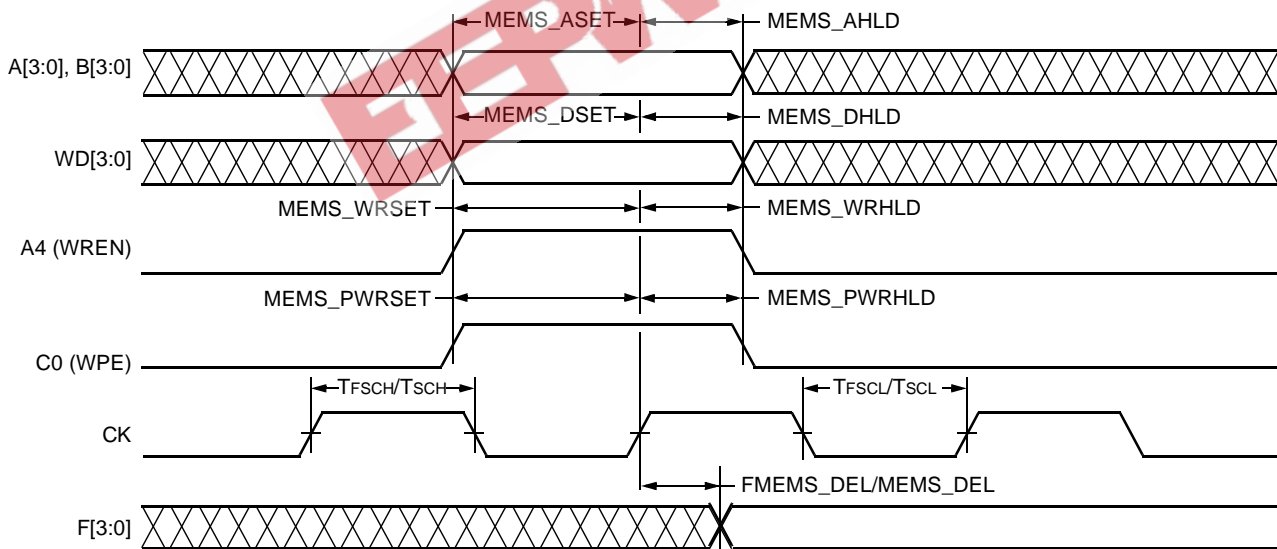 MEMS_ASET MEMS_AHLD
A[3:0], B[3:0]
MEMS_DSET MEMS_DHLD
WD[3:0]
MEMS_WRSET MEMS_WRHLD
A4 (WREN)
MEMS_PWRSET MEMS_PWRHLD
C0 (WPE)
TFSCH/TSCH TFSCL/TSCL
CK
FMEMS_DEL/MEMS_DEL
F[3:0]